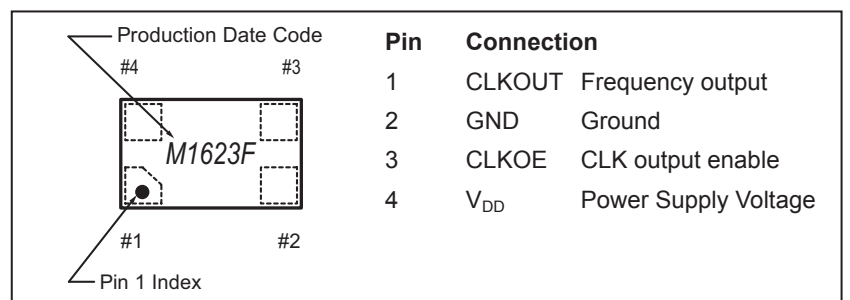 Production Date Code
#4 #3
M1623F
#1 #2
Pin 1 Index
Pin Connection
1 CLKOUT Frequency output
2 GND Ground
3 CLKOE CLK output enable
4 VDD Power Supply Voltage